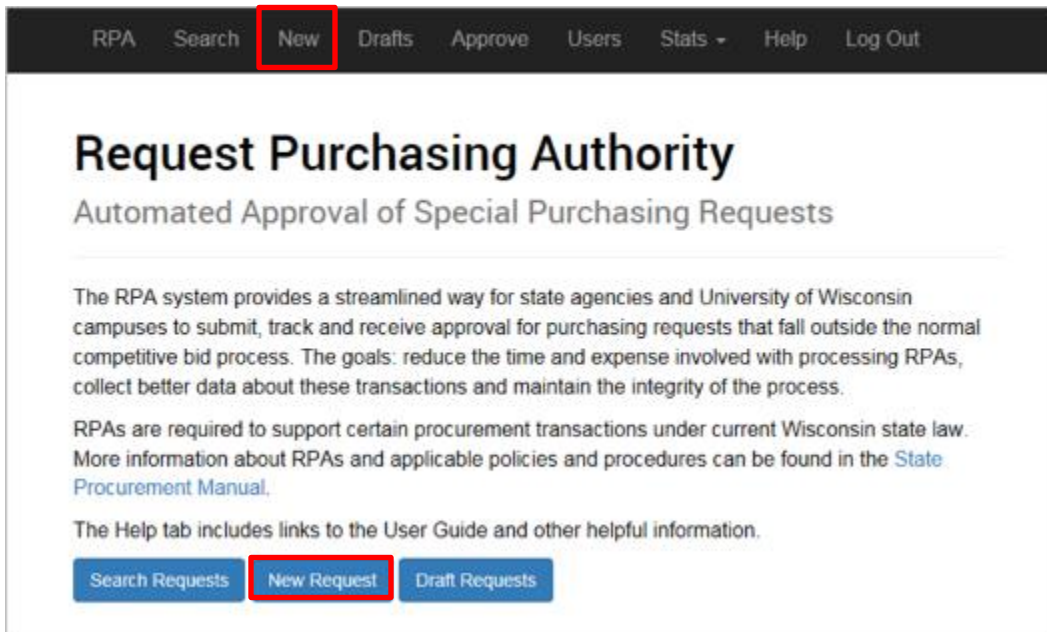 RPA Search New Drafts Approve Users Stats Help Log Out
Request Purchasing Authority
Automated Approval of Special Purchasing Requests
The RPA system provides a streamlined way for state agencies and University of Wisconsin
campuses to submit, track and receive approval for purchasing requests that fall outside the normal
competitive bid process. The goals: reduce the time and expense involved with processing RPAs,
collect better data about these transactions and maintain the integrity of the process.
RPAs are required to support certain procurement transactions under current Wisconsin state law.
More information about RPAs and applicable policies and procedures can be found in the State
Procurement Manual.
The Help tab includes links to the User Guide and other helpful information.
Search Requests New Request Draft Requests